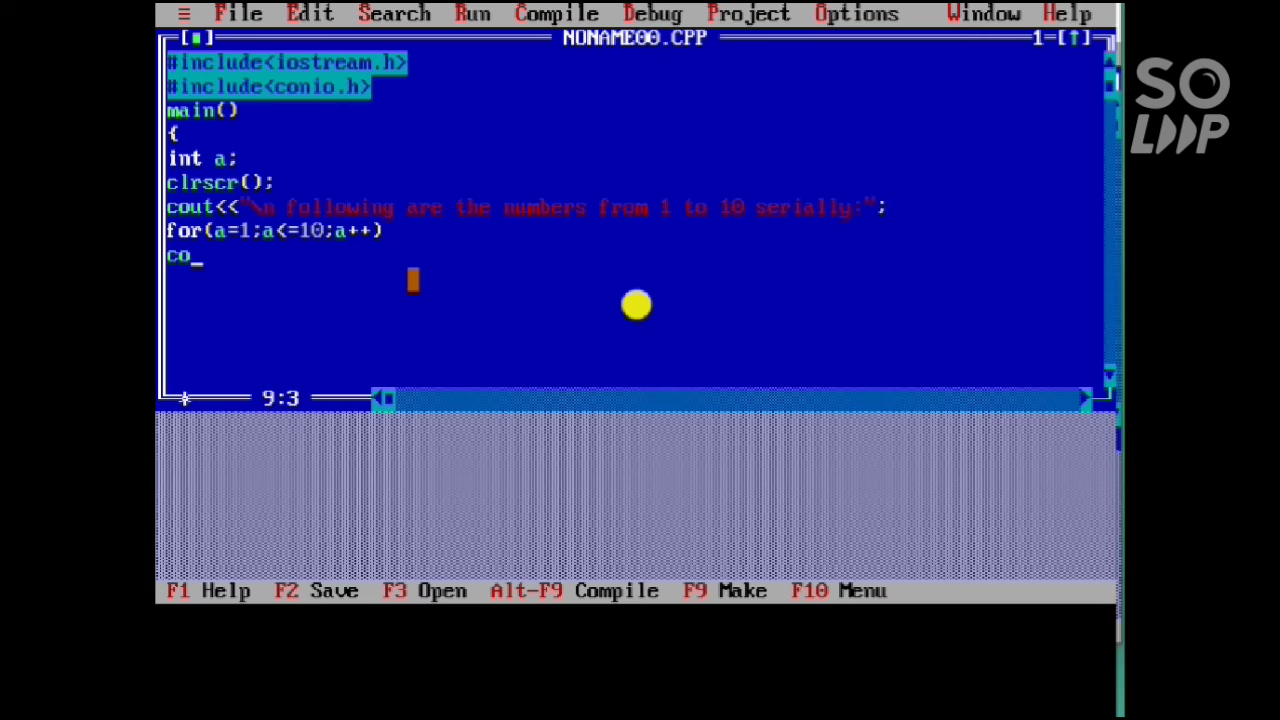 ≡ File Edit Search Run Compile Debug Project Options Window Help
[■] NONAME00.CPP 1=[↑]
#include<iostream.h>
#include<conio.h>
main()
{
int a;
clrscr();
cout<<"\n following are the numbers from 1 to 10 serially:";
for(a=1;a<=10;a++)
co_
9:3
F1 Help F2 Save F3 Open Alt-F9 Compile F9 Make F10 Menu
SO
LOOP